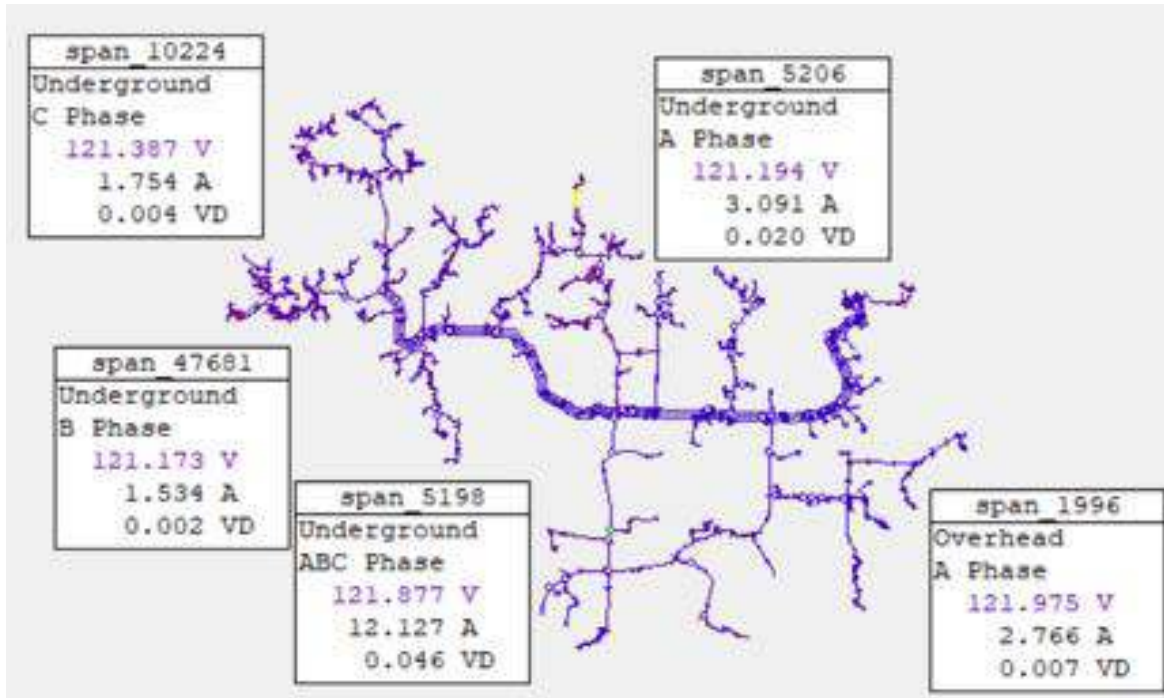 span_10224
Underground
C Phase
121.387 V
1.754 A
0.004 VD
span_5206
Underground
A Phase
121.194 V
3.091 A
0.020 VD
span_47681
Underground
B Phase
121.173 V
1.534 A
0.002 VD
span_5198
Underground
ABC Phase
121.877 V
12.127 A
0.046 VD
span_1996
Overhead
A Phase
121.975 V
2.766 A
0.007 VD